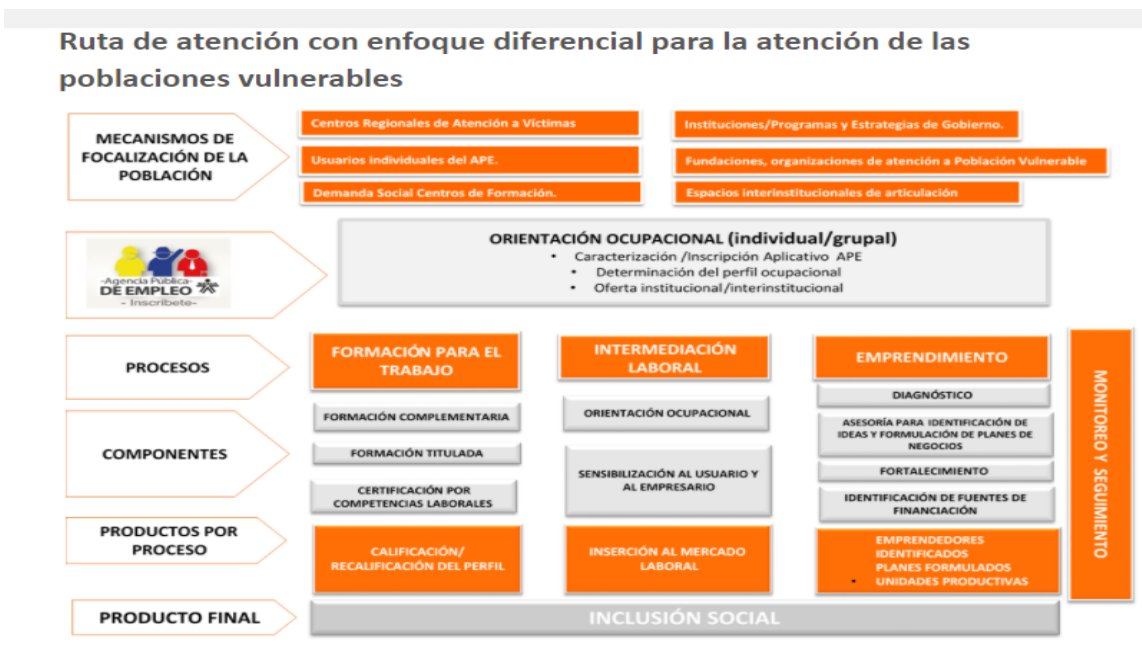 Ruta de atención con enfoque diferencial para la atención de las
poblaciones vulnerables
MECANISMOS DE
FOCALIZACIÓN DE LA
POBLACIÓN
Centros Regionales de Atención a Víctimas
Usuarios individuales del APE.
Demanda Social Centros de Formación.
Instituciones/Programas y Estrategias de Gobierno.
Fundaciones, organizaciones de atención a Población Vulnerable
Espacios interinstitucionales de articulación
-Agencia Pública-
DE EMPLEO
- Inscríbete-
ORIENTACIÓN OCUPACIONAL (individual/grupal)
• Caracterización /Inscripción Aplicativo APE
• Determinación del perfil ocupacional
• Oferta institucional/interinstitucional
PROCESOS
FORMACIÓN PARA EL
TRABAJO
INTERMEDIACIÓN
LABORAL
EMPRENDIMIENTO
COMPONENTES
FORMACIÓN COMPLEMENTARIA
FORMACIÓN TITULADA
CERTIFICACIÓN POR
COMPETENCIAS LABORALES
ORIENTACIÓN OCUPACIONAL
SENSIBILIZACIÓN AL USUARIO Y
AL EMPRESARIO
DIAGNÓSTICO
ASESORÍA PARA IDENTIFICACIÓN DE
IDEAS Y FORMULACIÓN DE PLANES DE
NEGOCIOS
FORTALECIMIENTO
IDENTIFICACIÓN DE FUENTES DE
FINANCIACIÓN
PRODUCTOS POR
PROCESO
CALIFICACIÓN/
RECALIFICACIÓN DEL PERFIL
INSERCIÓN AL MERCADO
LABORAL
EMPRENDEDORES
IDENTIFICADOS
PLANES FORMULADOS
• UNIDADES PRODUCTIVAS
MONITOREO Y SEGUIMIENTO
PRODUCTO FINAL
INCLUSIÓN SOCIAL